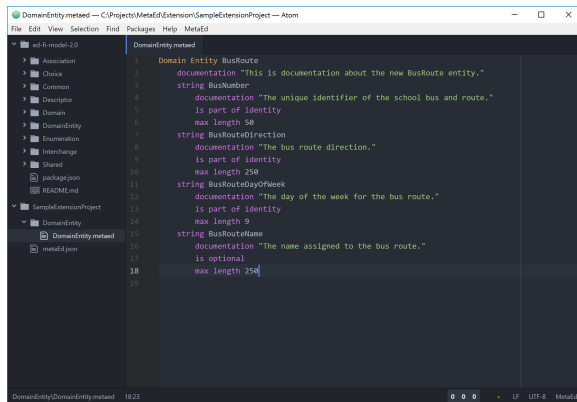 DomainEntity.metaed — C:\Projects\MetaEd\Extension\SampleExtensionProject — Atom
File Edit View Selection Find Packages Help MetaEd
ed-fi-model-2.0
Association
Choice
Common
Descriptor
Domain
DomainEntity
Enumeration
Interchange
Shared
package.json
README.md
SampleExtensionProject
DomainEntity
DomainEntity.metaed
metaEd.json
DomainEntity.metaed
1 Domain Entity BusRoute
2 documentation "This is documentation about the new BusRoute entity."
3 string BusNumber
4 documentation "The unique identifier of the school bus and route."
5 is part of identity
6 max length 50
7 string BusRouteDirection
8 documentation "The bus route direction."
9 is part of identity
10 max length 250
11 string BusRouteDayOfWeek
12 documentation "The day of the week for the bus route."
13 is part of identity
14 max length 9
15 string BusRouteName
16 documentation "The name assigned to the bus route."
17 is optional
18 max length 250
19
DomainEntity\DomainEntity.metaed 18:23 0 0 0 LF UTF-8 MetaEd